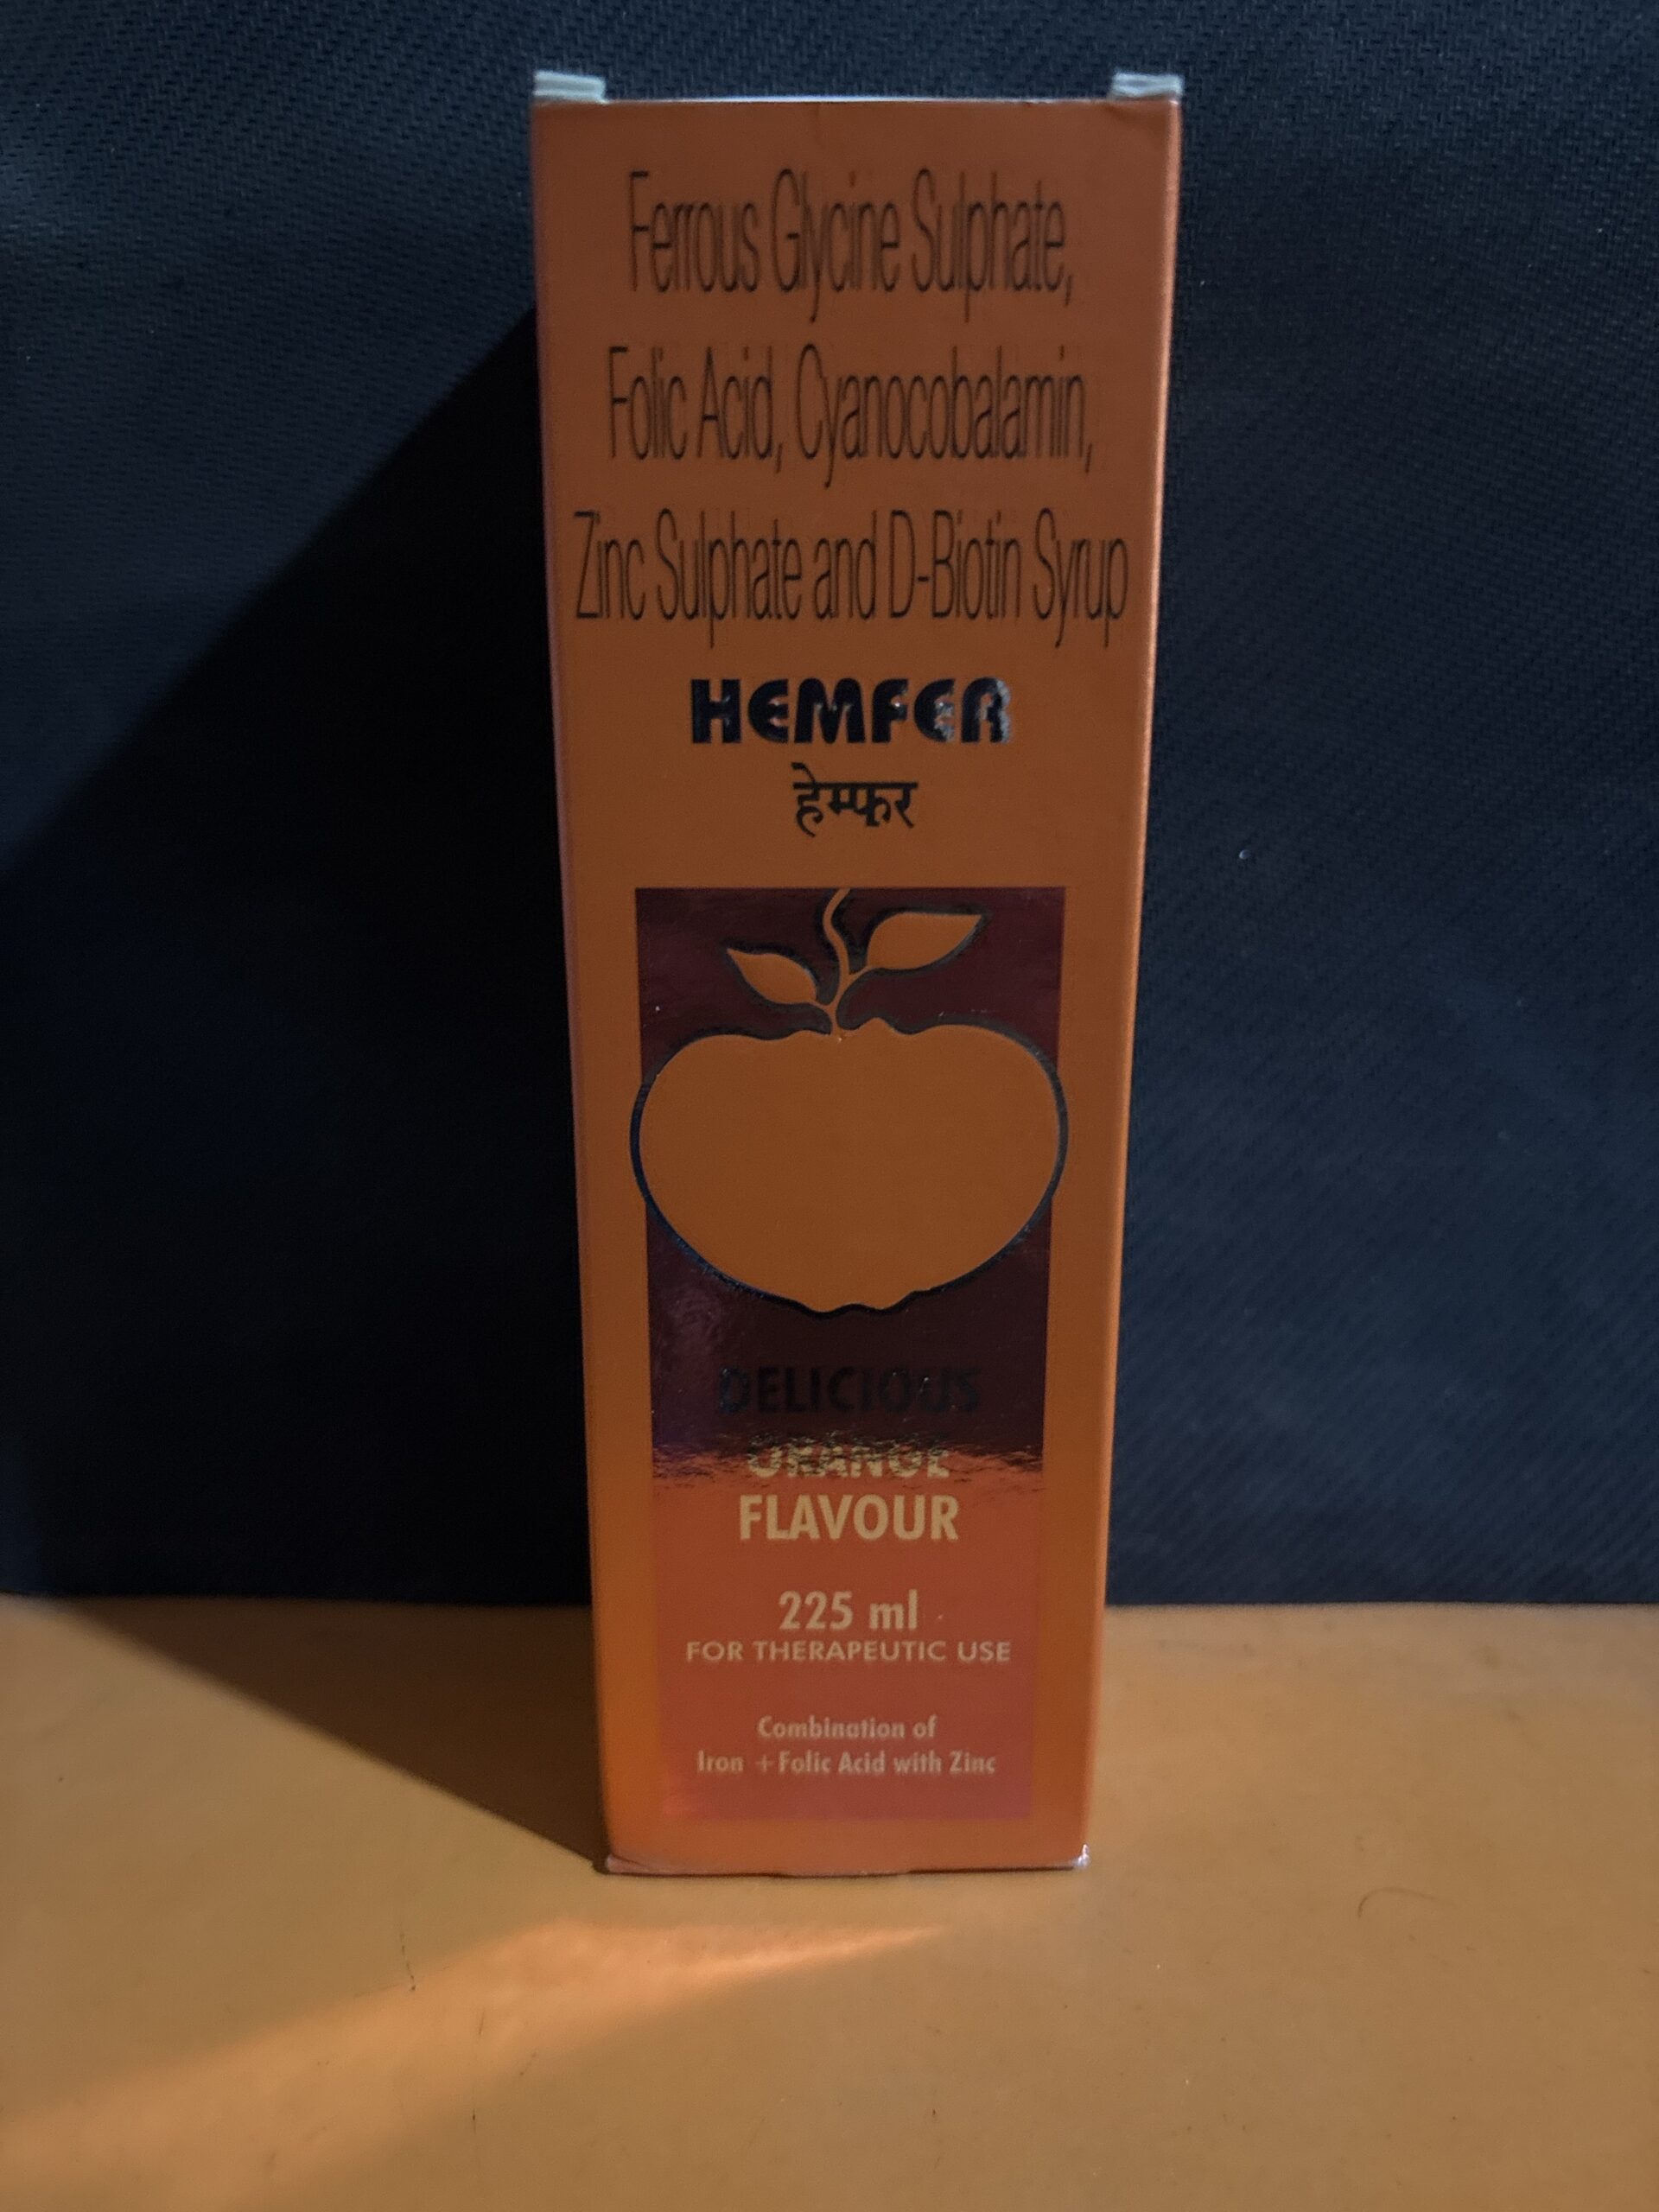 Ferrous Glycine Sulphate,
Folic Acid, Cyanocobalamin,
Zinc Sulphate and D-Biotin Syrup
HEMFER
हेम्फर
DELICIOUS
ORANGE
FLAVOUR
225 ml
FOR THERAPEUTIC USE
Combination of
Iron +Folic Acid with Zinc